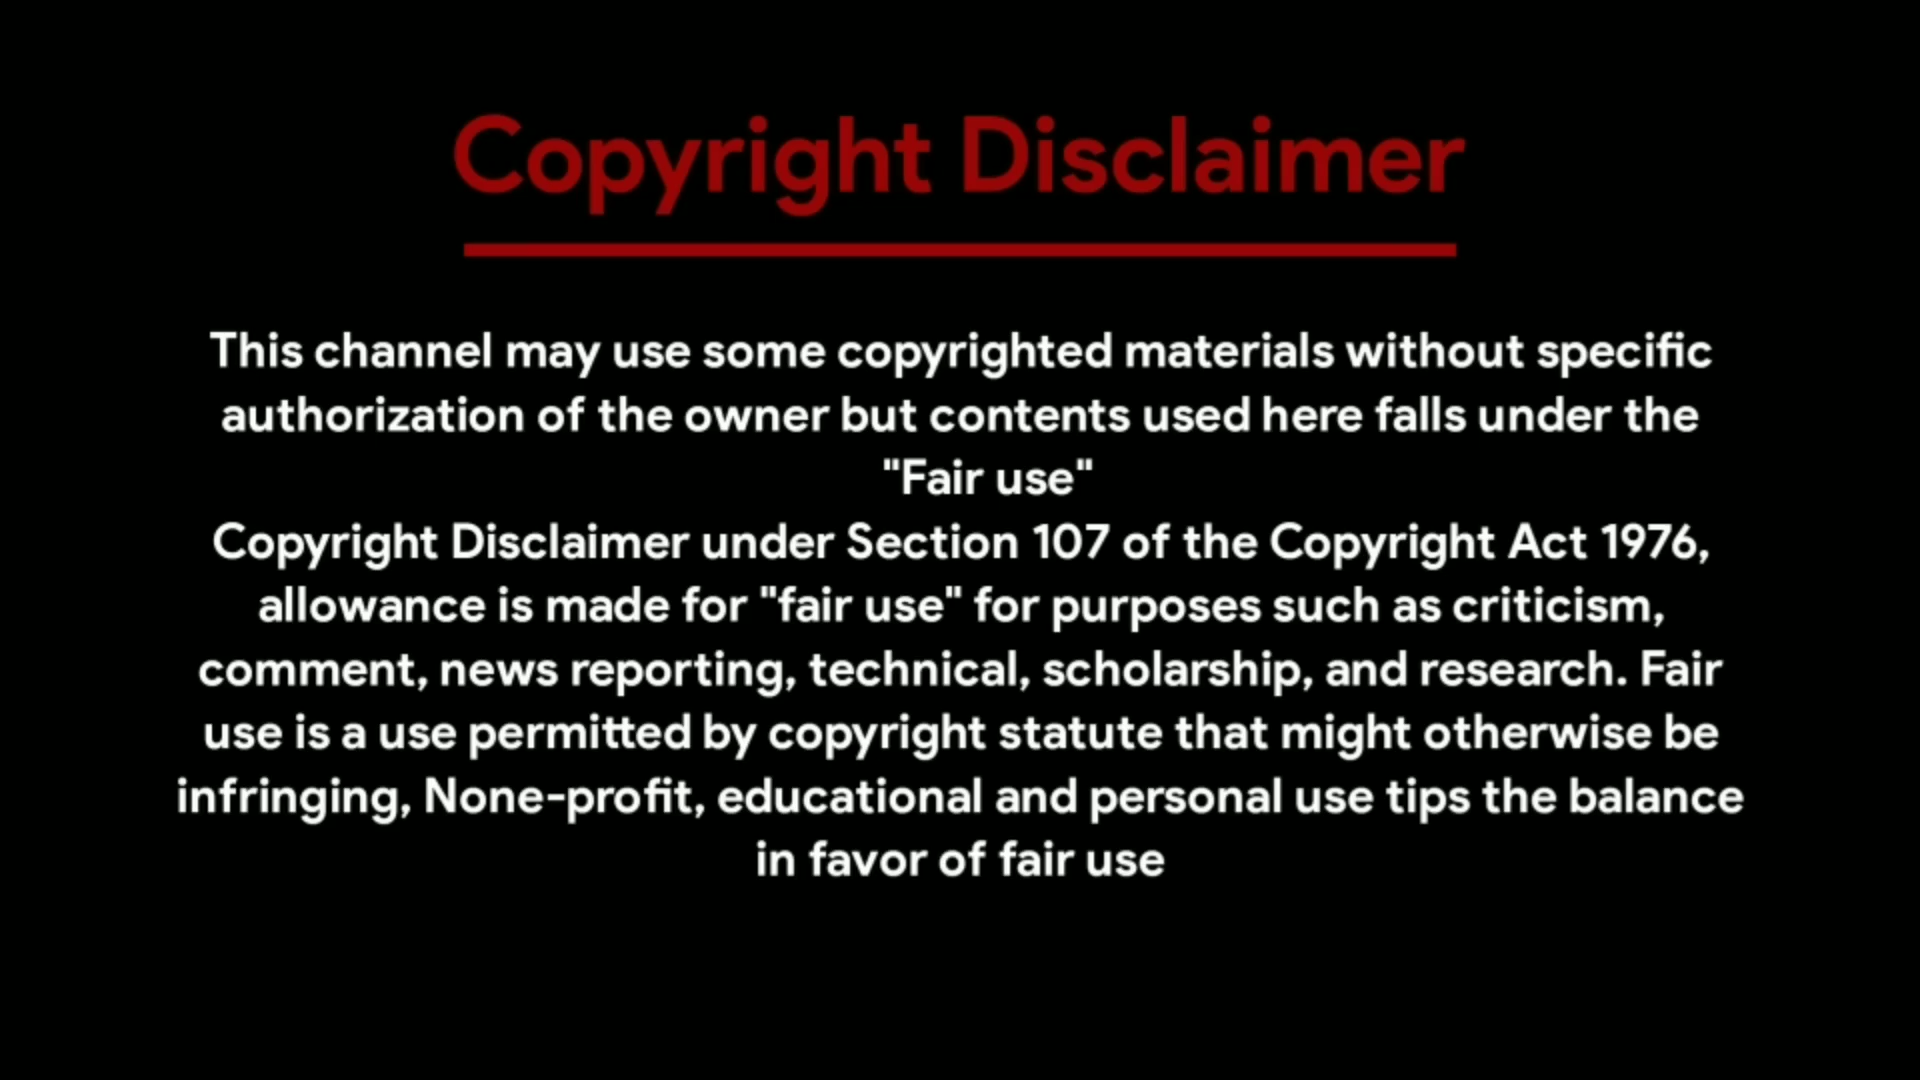 Copyright Disclaimer
This channel may use some copyrighted materials without specific
authorization of the owner but contents used here falls under the
"Fair use"
Copyright Disclaimer under Section 107 of the Copyright Act 1976,
allowance is made for "fair use" for purposes such as criticism,
comment, news reporting, technical, scholarship, and research. Fair
use is a use permitted by copyright statute that might otherwise be
infringing, None-profit, educational and personal use tips the balance
in favor of fair use